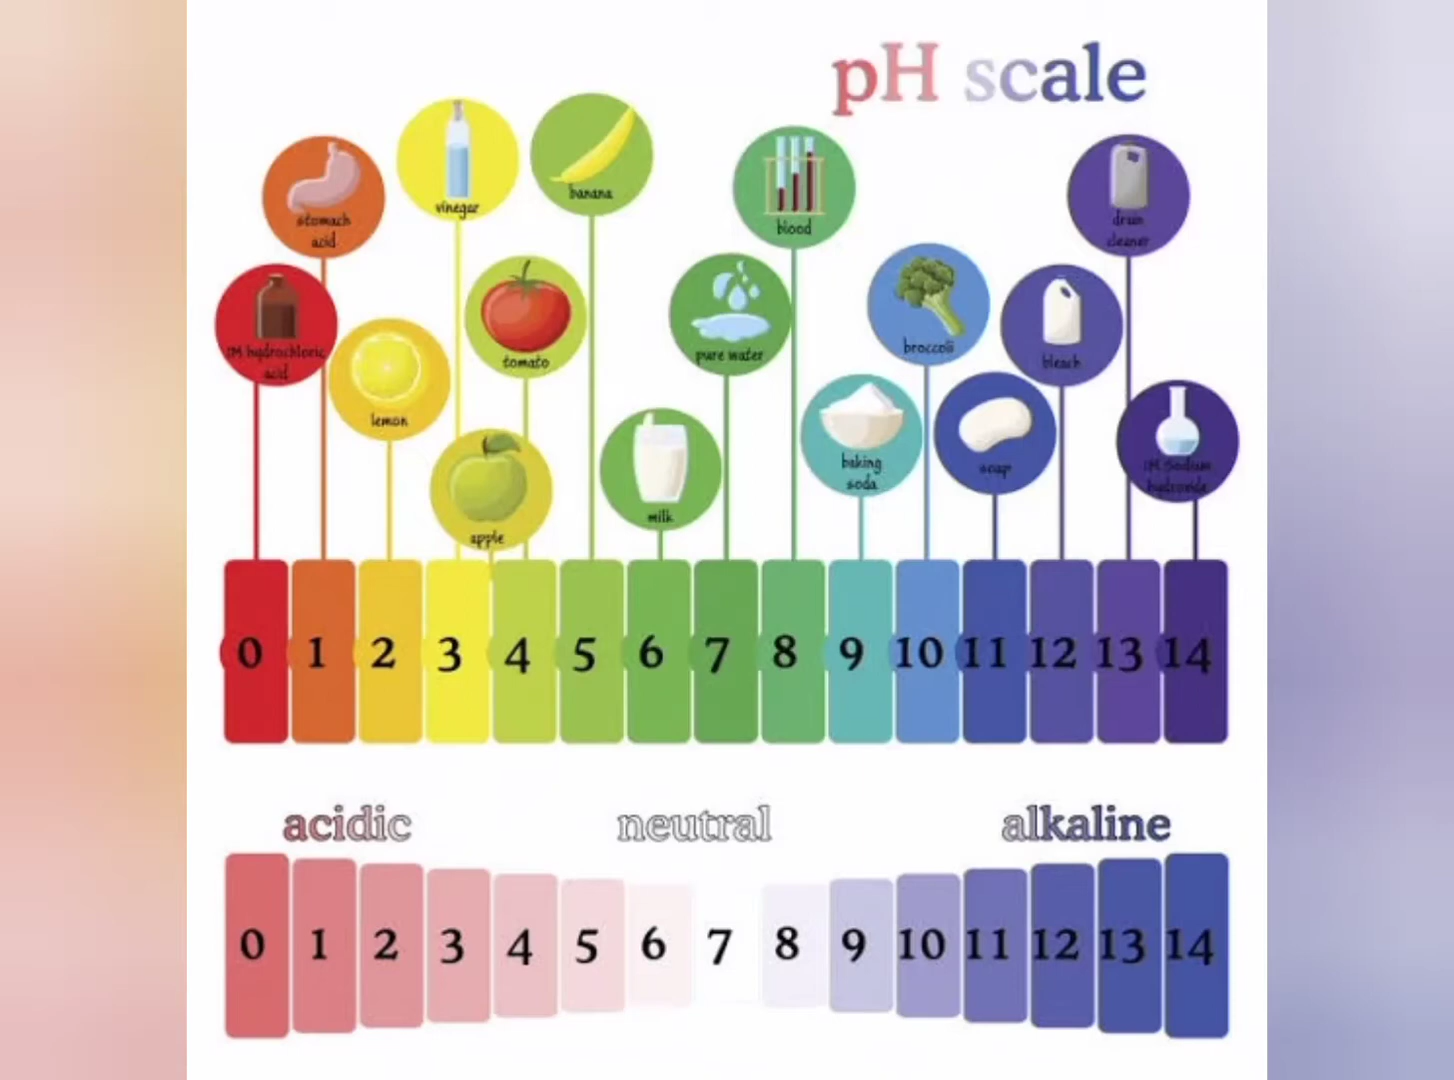 pH scale
stomach
acid
vinegar
banana
blood
drain
cleaner
1M hydrochloric
acid
lemon
tomato
apple
milk
pure water
baking
soda
broccoli
soap
bleach
1M Sodium
hydroxide
0 1 2 3 4 5 6 7 8 9 10 11 12 13 14
acidic neutral alkaline
0 1 2 3 4 5 6 7 8 9 10 11 12 13 14